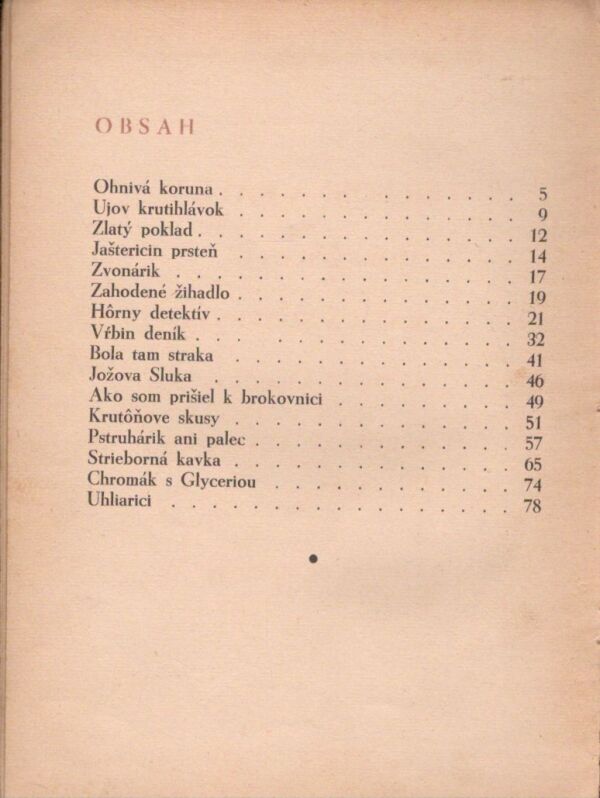 OBSAH
Ohnivá koruna . . . . . . . . . . . . . . 5
Ujov krutihlávok . . . . . . . . . . . . . . 9
Zlatý poklad . . . . . . . . . . . . . . . 12
Jaštericin prsteň . . . . . . . . . . . . . . 14
Zvonárik . . . . . . . . . . . . . . . . 17
Zahodené žihadlo . . . . . . . . . . . . . . 19
Hôrny detektív . . . . . . . . . . . . . . . 21
Vŕbin deník . . . . . . . . . . . . . . . 32
Bola tam straka . . . . . . . . . . . . . . 41
Jožova Sluka . . . . . . . . . . . . . . . 46
Ako som prišiel k brokovnici . . . . . . . . . 49
Krutôňove skusy . . . . . . . . . . . . . 51
Pstruhárik ani palec . . . . . . . . . . . . . 57
Strieborná kavka . . . . . . . . . . . . . . 65
Chromák s Glyceriou . . . . . . . . . . . . 74
Uhliarici . . . . . . . . . . . . . . . . 78